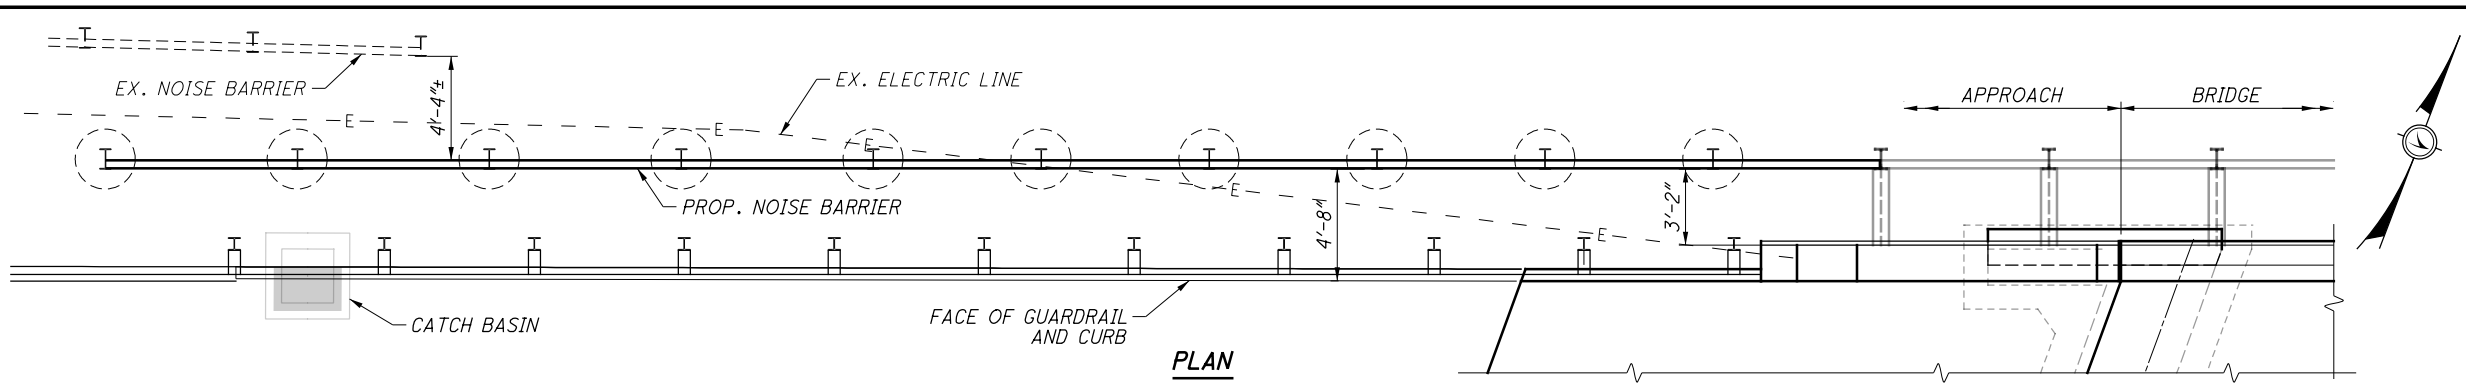 EX. NOISE BARRIER
4'-4"±
EX. ELECTRIC LINE
APPROACH
BRIDGE
E
E
E
E
E
PROP. NOISE BARRIER
4'-8"
3'-2"
CATCH BASIN
FACE OF GUARDRAIL
AND CURB
PLAN